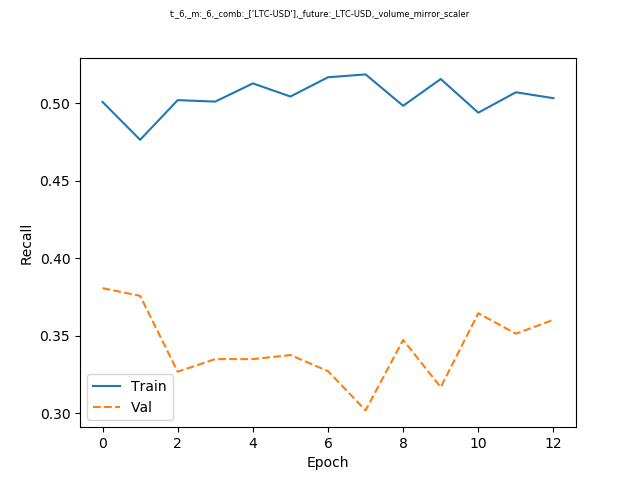 t:_6,_m:_6,_comb:_['LTC-USD'],_future:_LTC-USD,_volume_mirror_scaler
0.50
0.45
0.40
0.35
0.30
Recall
Train
Val
0 2 4 6 8 10 12
Epoch